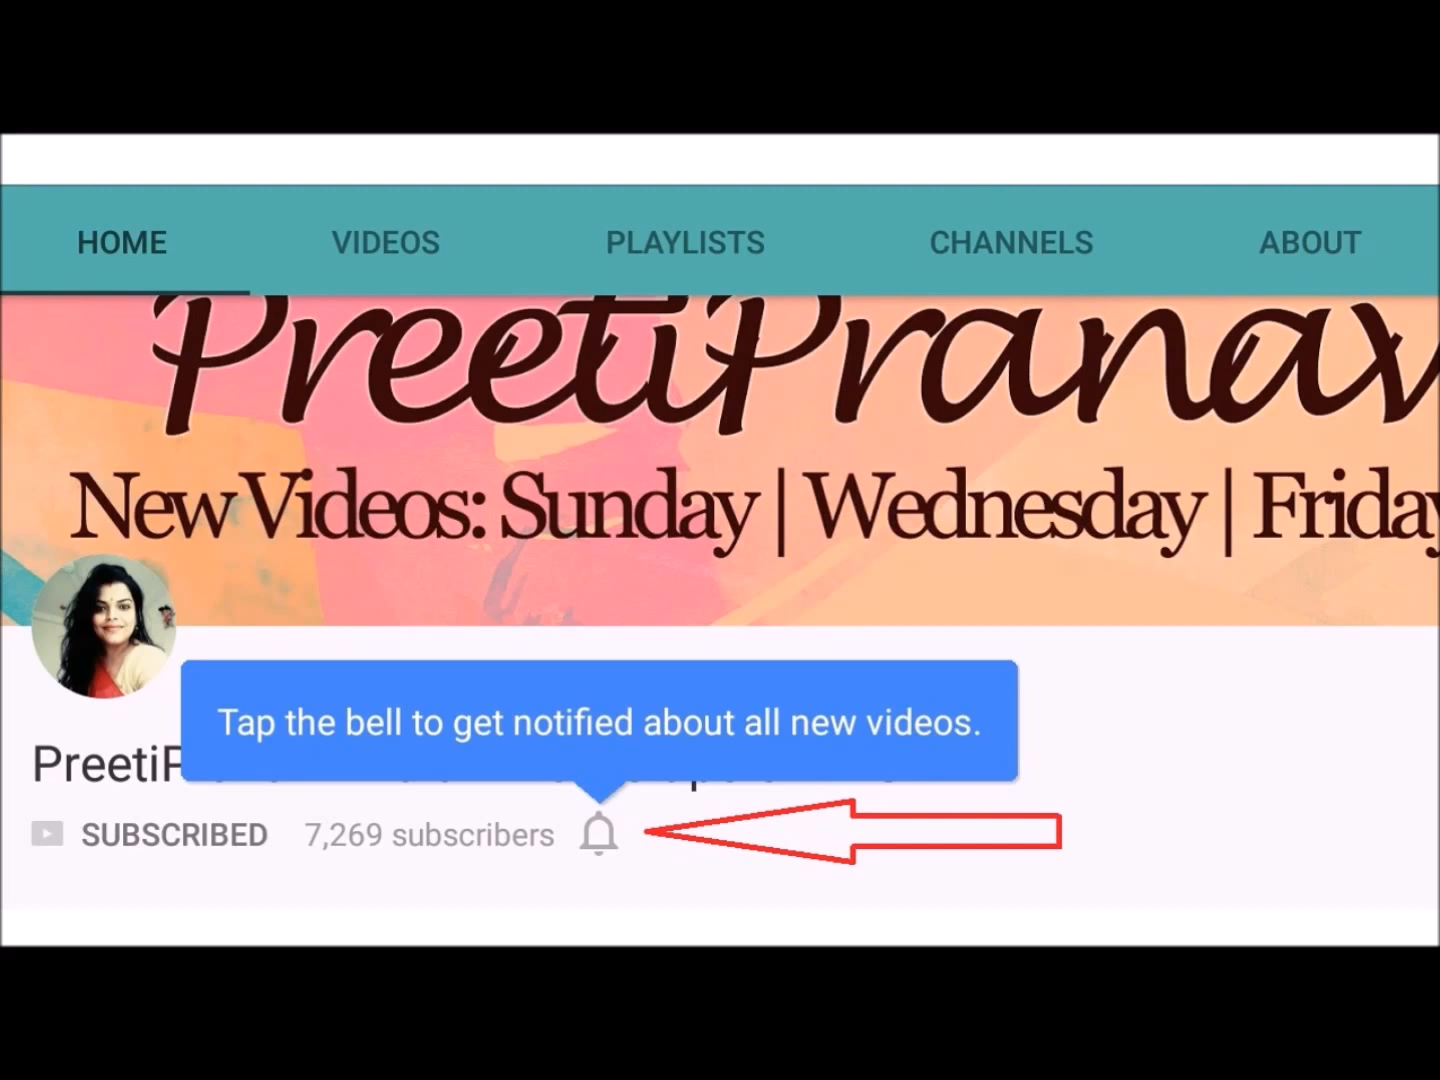 HOME VIDEOS PLAYLISTS CHANNELS ABOUT
PreetiPranav
New Videos: Sunday | Wednesday | Friday
Tap the bell to get notified about all new videos.
SUBSCRIBED 7,269 subscribers